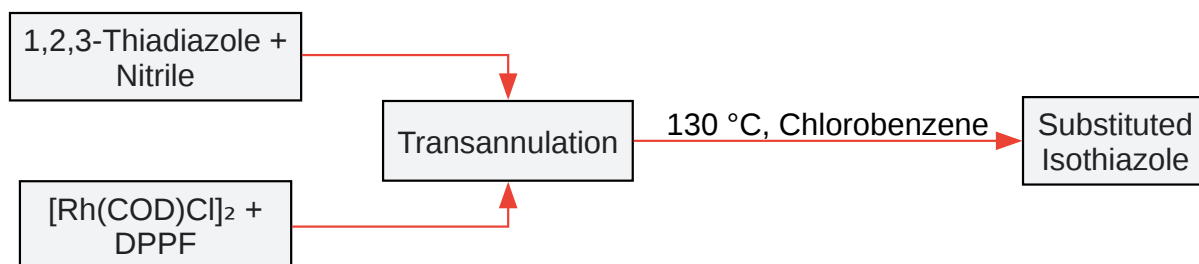 1,2,3-Thiadiazole +
Nitrile
Transannulation
130 °C, Chlorobenzene
Substituted
Isothiazole
[Rh(COD)Cl]₂ +
DPPF